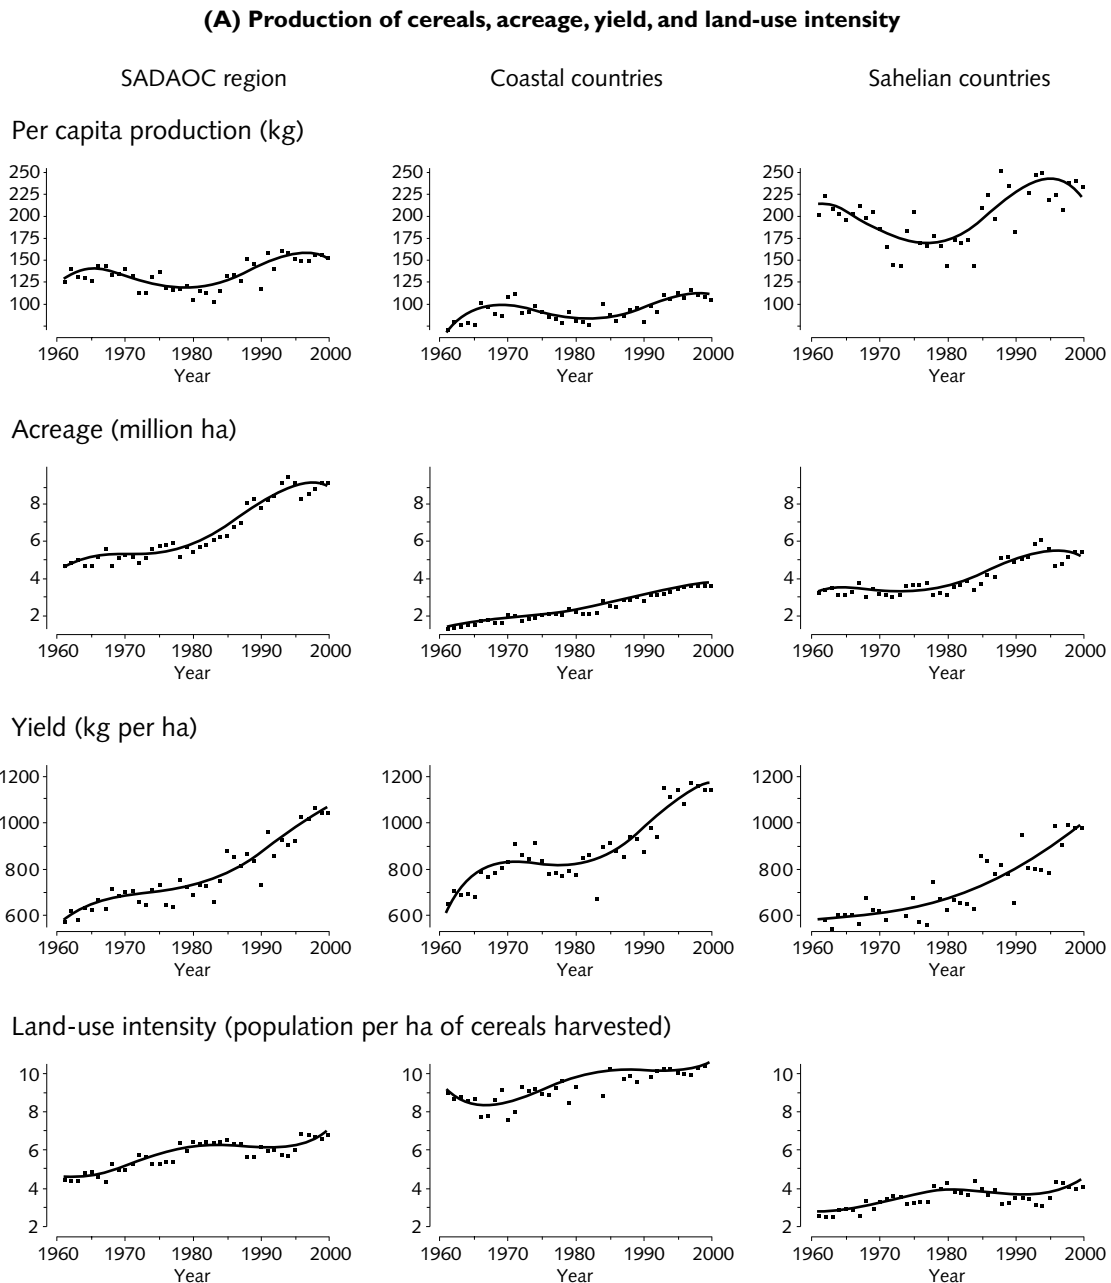 (A) Production of cereals, acreage, yield, and land-use intensity
SADAOC region Coastal countries Sahelian countries
Per capita production (kg)
250 250 250
225 225 225
200 200 200
175 175 175
150 150 150
125 125 125
100 100 100
1960 1970 1980 1990 2000 1960 1970 1980 1990 2000 1960 1970 1980 1990 2000
Year Year Year
Acreage (million ha)
8 8 8
6 6 6
4 4 4
2 2 2
1960 1970 1980 1990 2000 1960 1970 1980 1990 2000 1960 1970 1980 1990 2000
Year Year Year
Yield (kg per ha)
1200 1200 1200
1000 1000 1000
800 800 800
600 600 600
1960 1970 1980 1990 2000 1960 1970 1980 1990 2000 1960 1970 1980 1990 2000
Year Year Year
Land-use intensity (population per ha of cereals harvested)
10 10 10
8 8 8
6 6 6
4 4 4
2 2 2
1960 1970 1980 1990 2000 1960 1970 1980 1990 2000 1960 1970 1980 1990 2000
Year Year Year